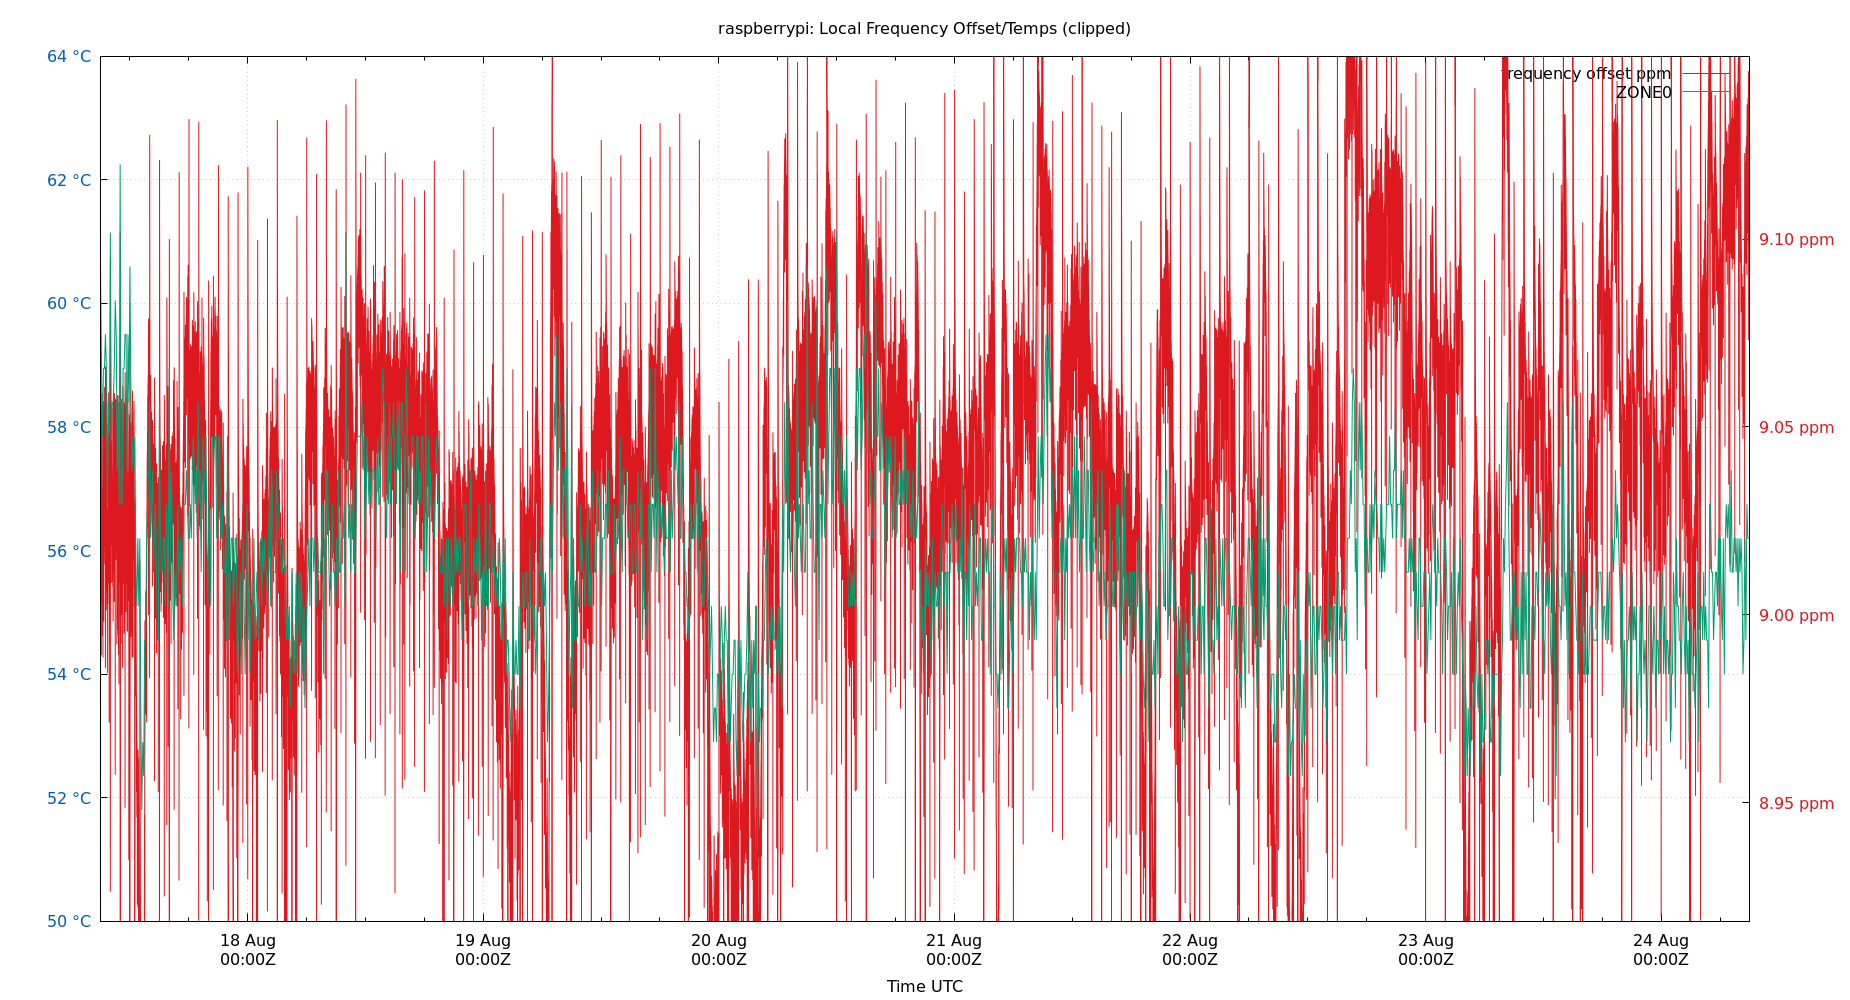 raspberrypi: Local Frequency Offset/Temps (clipped)
64 °C
62 °C
60 °C
58 °C
56 °C
54 °C
52 °C
50 °C
frequency offset ppm
ZONE0
9.10 ppm
9.05 ppm
9.00 ppm
8.95 ppm
18 Aug
00:00Z
19 Aug
00:00Z
20 Aug
00:00Z
21 Aug
00:00Z
22 Aug
00:00Z
23 Aug
00:00Z
24 Aug
00:00Z
Time UTC